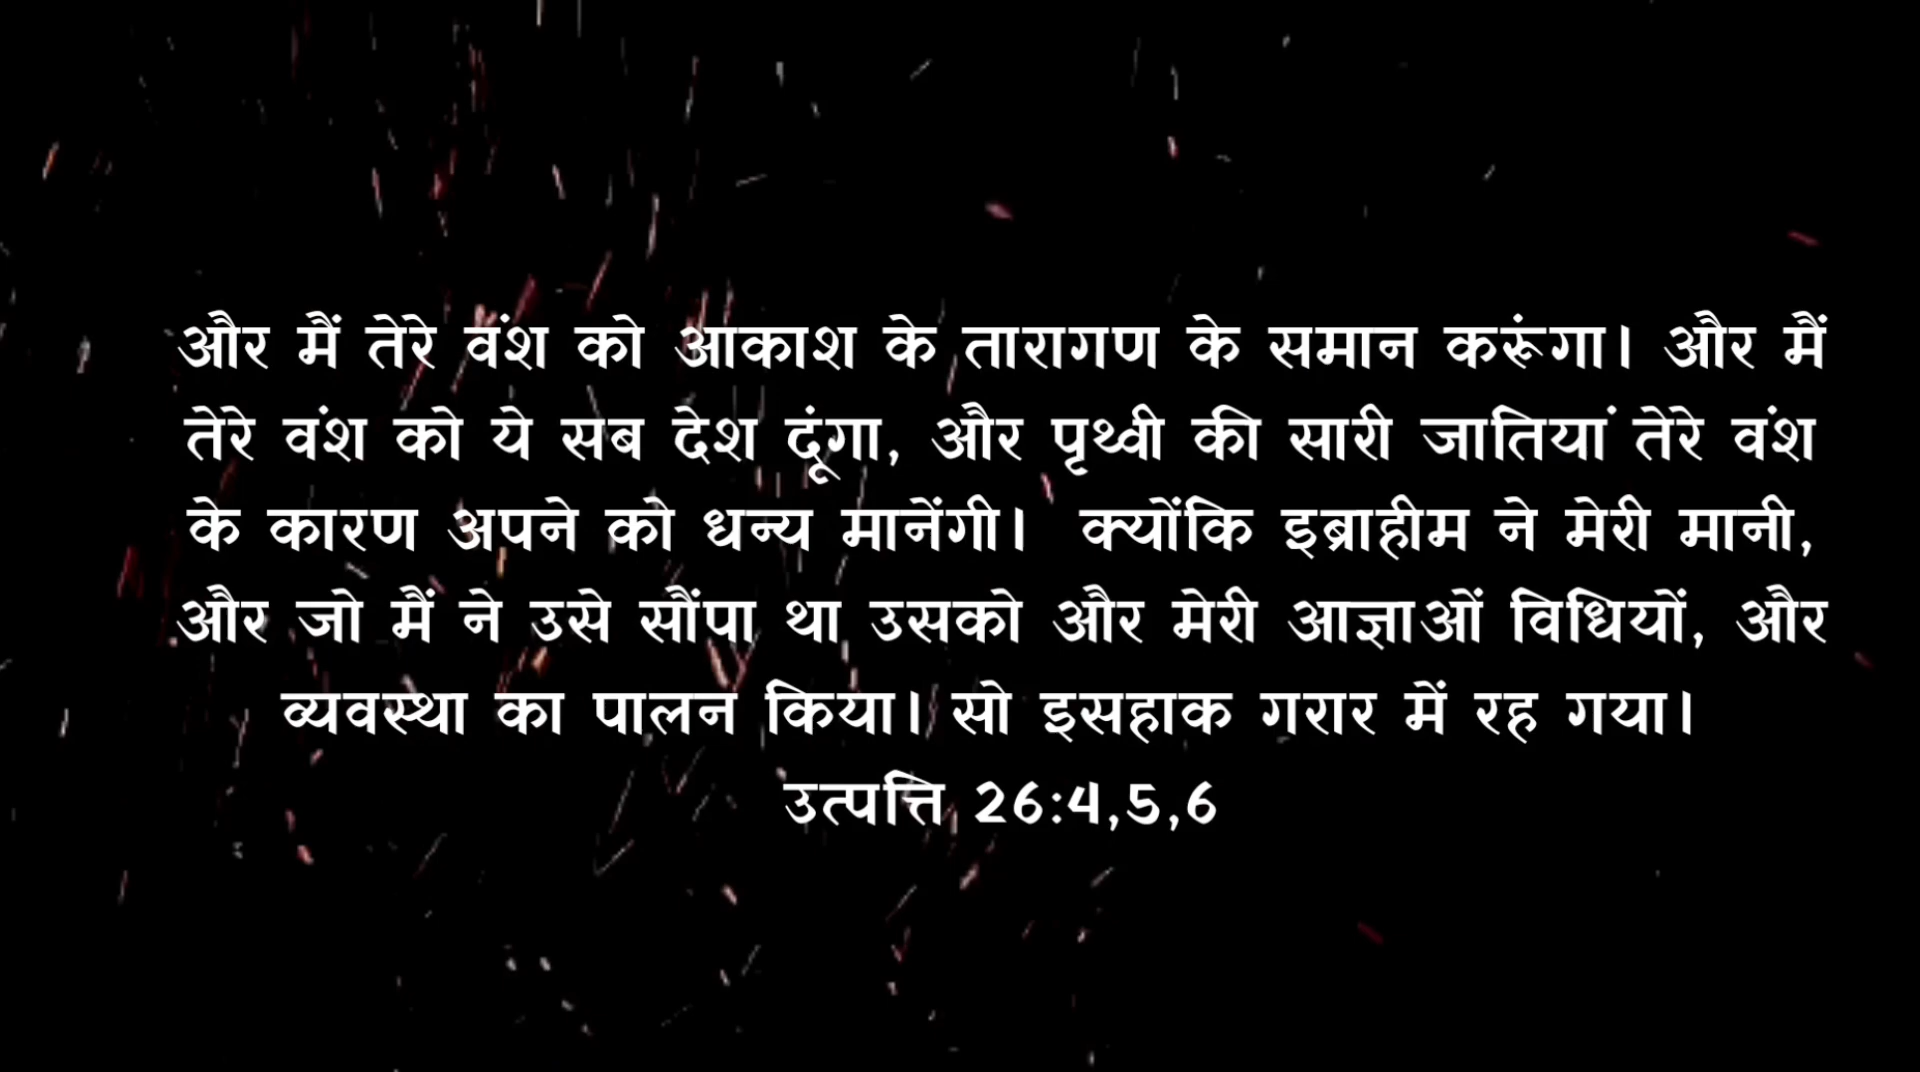 और मैं तेरे वंश को आकाश के तारागण के समान करूंगा। और मैं
तेरे वंश को ये सब देश दूंगा, और पृथ्वी की सारी जातियां तेरे वंश
के कारण अपने को धन्य मानेंगी। क्योंकि इब्राहीम ने मेरी मानी,
और जो मैं ने उसे सौंपा था उसको और मेरी आज्ञाओं विधियों, और
व्यवस्था का पालन किया। सो इसहाक गरार में रह गया।
उत्पत्ति 26:4,5,6